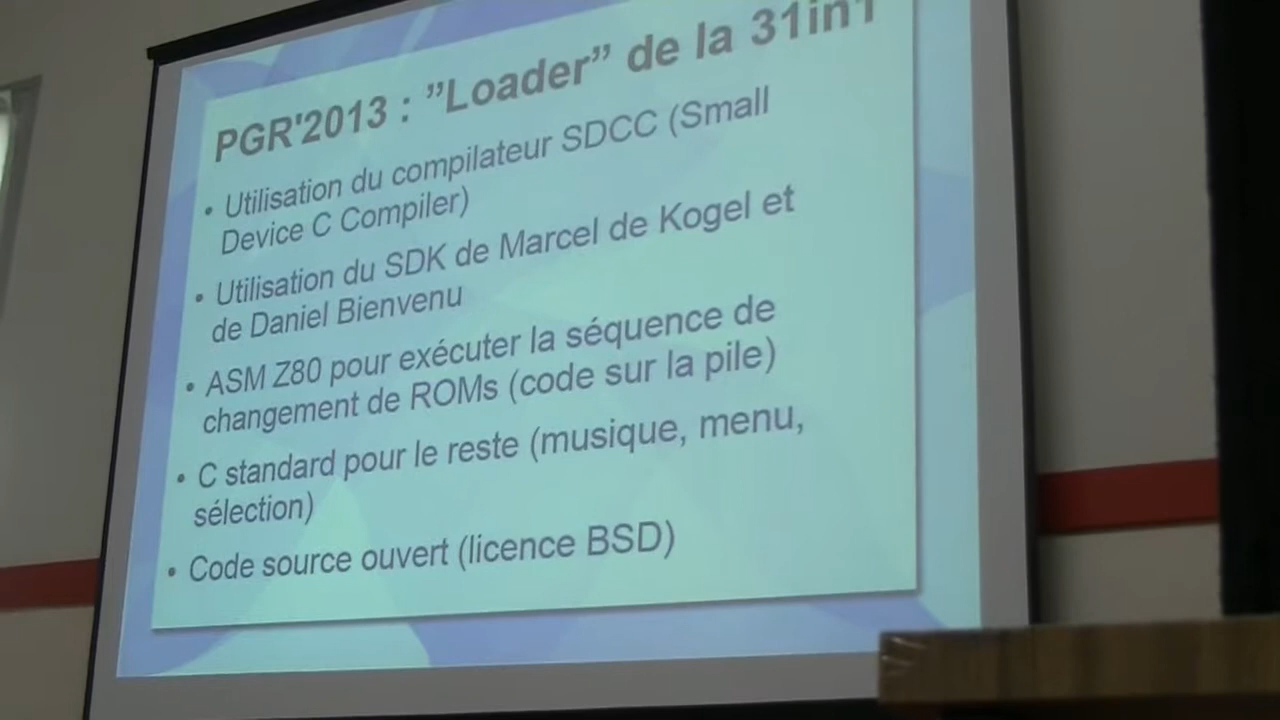 PGR'2013 : ”Loader” de la 31in1
• Utilisation du compilateur SDCC (Small
Device C Compiler)
• Utilisation du SDK de Marcel de Kogel et
de Daniel Bienvenu
• ASM Z80 pour exécuter la séquence de
changement de ROMs (code sur la pile)
• C standard pour le reste (musique, menu,
sélection)
• Code source ouvert (licence BSD)